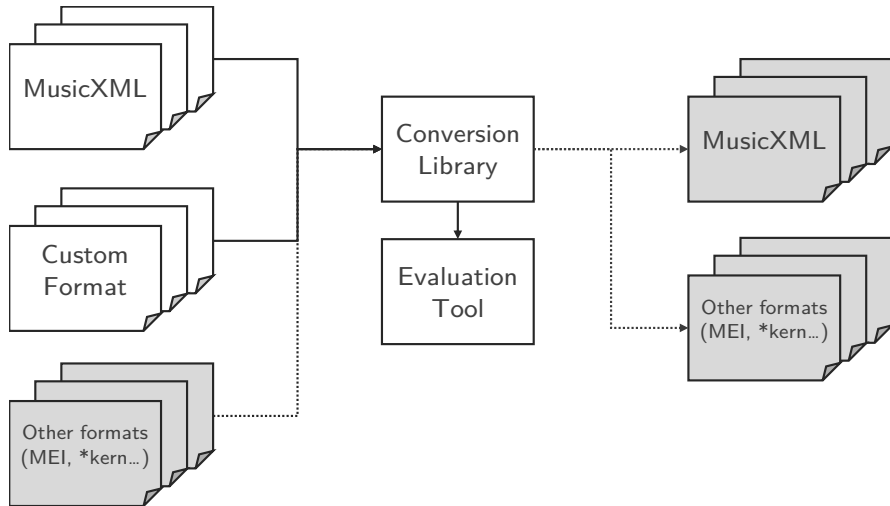 MusicXML
Custom
Format
Other formats
(MEI, *kern…)
Conversion
Library
Evaluation
Tool
MusicXML
Other formats
(MEI, *kern…)